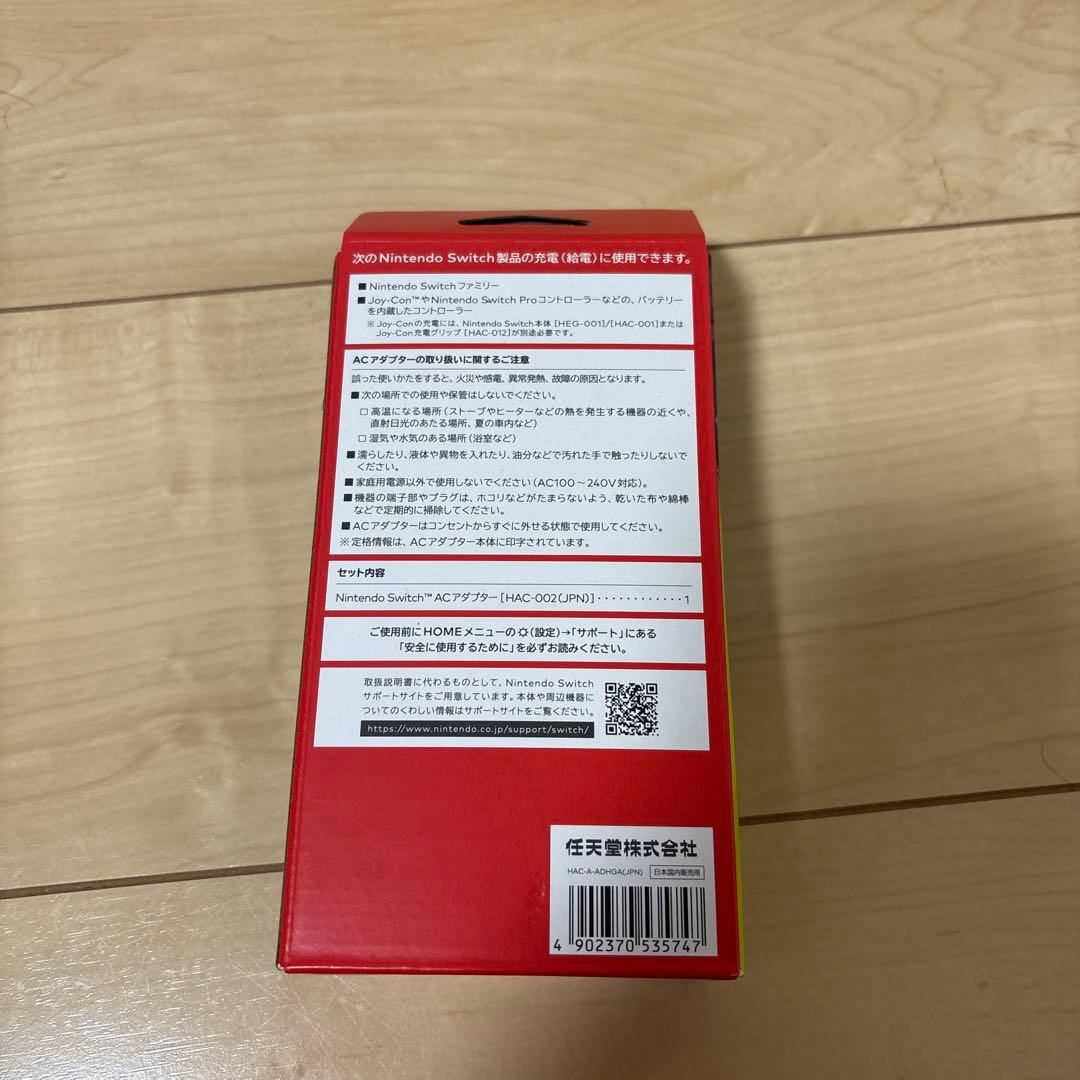 次のNintendo Switch製品の充電(給電)に使用できます。
■ Nintendo Switchファミリー
■ Joy-Con™やNintendo Switch Proコントローラーなどの、バッテリー
を内蔵したコントローラー
※ Joy-Conの充電には、Nintendo Switch本体 [HEG-001]/[HAC-001]または
Joy-Con充電グリップ [HAC-012]が別途必要です。
ACアダプターの取り扱いに関するご注意
誤った使いかたをすると、火災や感電、異常発熱、故障の原因となります。
■ 次の場所での使用や保管はしないでください。
□ 高温になる場所(ストーブやヒーターなどの熱を発生する機器の近くや、
直射日光のあたる場所、夏の車内など)
□ 湿気や水気のある場所(浴室など)
■ 濡らしたり、液体や異物を入れたり、油分などで汚れた手で触ったりしないで
ください。
■ 家庭用電源以外で使用しないでください(AC100～240V対応)。
■ 機器の端子部やプラグは、ホコリなどがたまらないよう、乾いた布や綿棒
などで定期的に掃除してください。
■ ACアダプターはコンセントからすぐに外せる状態で使用してください。
※ 定格情報は、ACアダプター本体に印字されています。
セット内容
Nintendo Switch™ ACアダプター [HAC-002(JPN)]・・・・・・・・・・・・1
ご使用前にHOMEメニューの(設定)→「サポート」にある
「安全に使用するために」を必ずお読みください。
取扱説明書に代わるものとして、Nintendo Switch
サポートサイトをご用意しています。本体や周辺機器に
ついてのくわしい情報はサポートサイトをご覧ください。
https://www.nintendo.co.jp/support/switch/
任天堂株式会社
HAC-A-ADHGA(JPN) 日本国内販売用
4 902370 535747